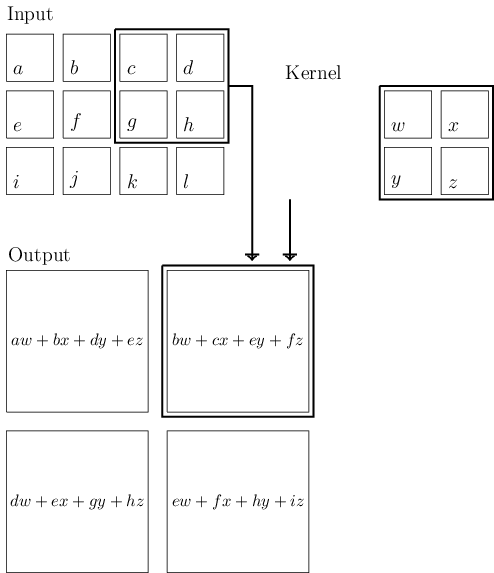 Input
a b c d
Kernel
e f g h
w x
i j k l
y z
Output
aw + bx + dy + ez
bw + cx + ey + fz
dw + ex + gy + hz
ew + fx + hy + iz